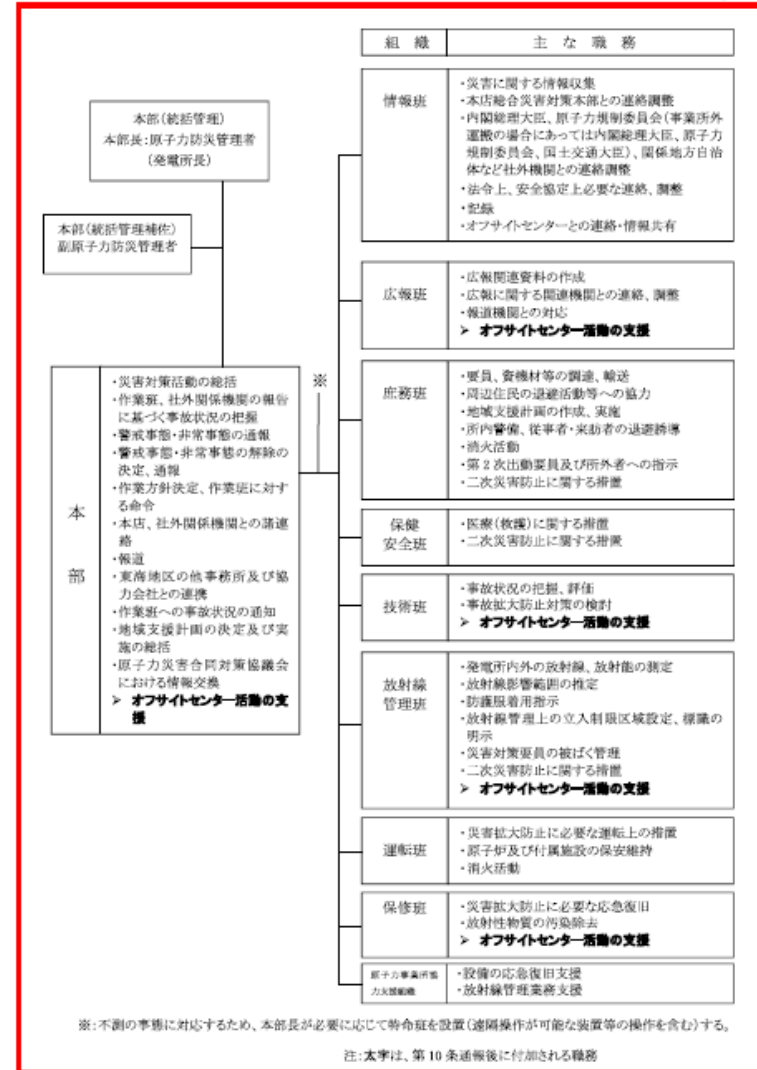 組織 主な職務
本部(統括管理)
本部長:原子力防災管理者
(発電所長)
本部(統括管理補佐)
副原子力防災管理者
本部
・災害対策活動の総括
・作業班、社外関係機関の報告
に基づく事故状況の把握
・警戒事態・非常事態の通報
・警戒事態・非常事態の解除の
決定、通報
・作業方針決定、作業班に対す
る命令
・本店、社外関係機関との諸連
絡
・報道
・東海地区の他事務所及び協
力会社との連携
・作業班への事故状況の通知
・地域支援計画の決定及び実
施の総括
・原子力災害合同対策協議会
における情報交換
➢ オフサイトセンター活動の支
援
※
情報班
・災害に関する情報収集
・本店総合災害対策本部との連絡調整
・内閣総理大臣、原子力規制委員会(事業所外
運搬の場合にあっては内閣総理大臣、原子力
規制委員会、国土交通大臣)、関係地方自治
体など社外機関との連絡調整
・法令上、安全協定上必要な連絡、調整
・記録
・オフサイトセンターとの連絡・情報共有
広報班
・広報関連資料の作成
・広報に関する関連機関との連絡、調整
・報道機関との対応
➢ オフサイトセンター活動の支援
庶務班
・要員、資機材等の調達、輸送
・周辺住民の退避活動等への協力
・地域支援計画の作成、実施
・所内警備、従事者・来訪者の退避誘導
・消火活動
・第2次出動要員及び所外者への指示
・二次災害防止に関する措置
保健
安全班
・医療(救護)に関する措置
・二次災害防止に関する措置
技術班
・事故状況の把握、評価
・事故拡大防止対策の検討
➢ オフサイトセンター活動の支援
放射線
管理班
・発電所内外の放射線、放射能の測定
・放射線影響範囲の推定
・防護服着用指示
・放射線管理上の立入制限区域設定、標識の
明示
・災害対策要員の被ばく管理
・二次災害防止に関する措置
➢ オフサイトセンター活動の支援
運転班
・災害拡大防止に必要な運転上の措置
・原子炉及び付属施設の保安維持
・消火活動
保修班
・災害拡大防止に必要な応急復旧
・放射性物質の汚染除去
➢ オフサイトセンター活動の支援
原子力事業所協
力支援組織
・設備の応急復旧支援
・放射線管理業務支援
※:不測の事態に対応するため、本部長が必要に応じて特命班を設置(遠隔操作が可能な装置等の操作を含む)する。
注:太字は、第10条通報後に付加される職務